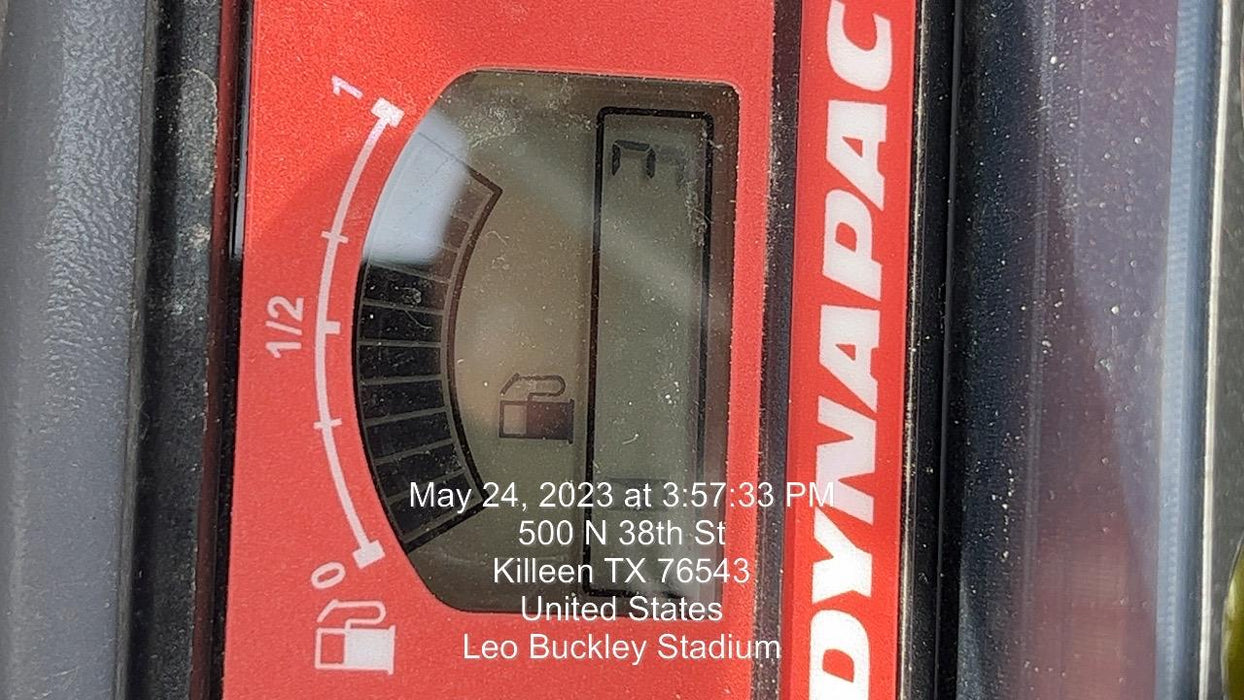 1
1/2
0
DYNAPAC
May 24, 2023 at 3:57:33 PM
500 N 38th St
Killeen TX 76543
United States
Leo Buckley Stadium